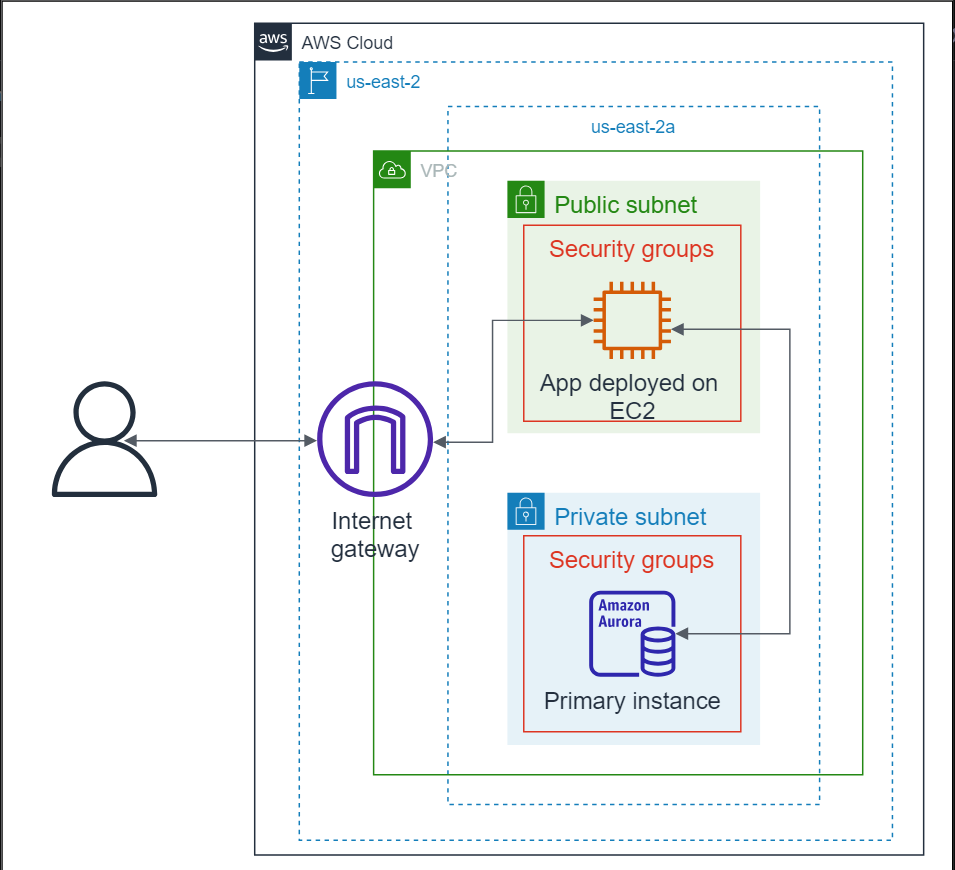 aws
AWS Cloud
us-east-2
us-east-2a
VPC
Public subnet
Security groups
App deployed on
EC2
Internet
gateway
Private subnet
Security groups
Amazon
Aurora
Primary instance